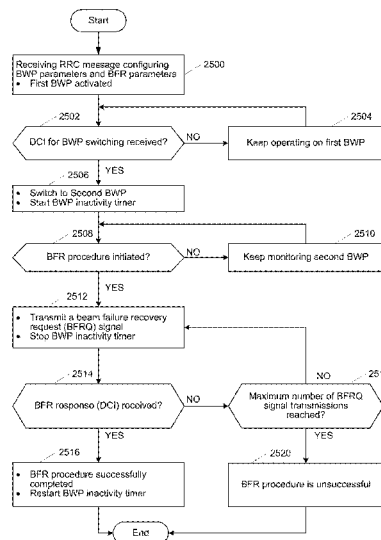 Start
Receiving RRC message configuring
BWP parameters and BFR parameters
• First BWP activated
2500
2502
DCI for BWP switching received?
NO
2504
Keep operating on first BWP
YES
2506
• Switch to Second BWP
• Start BWP inactivity timer
2508
BFR procedure initiated?
NO
2510
Keep monitoring second BWP
YES
2512
• Transmit a beam failure recovery
request (BFRQ) signal
• Stop BWP inactivity timer
2514
BFR response (DCI) received?
NO
NO
Maximum number of BFRQ
signal transmissions
reached?
YES
2516
• BFR procedure successfully
completed
• Restart BWP inactivity timer
YES
2520
BFR procedure is unsuccessful
End